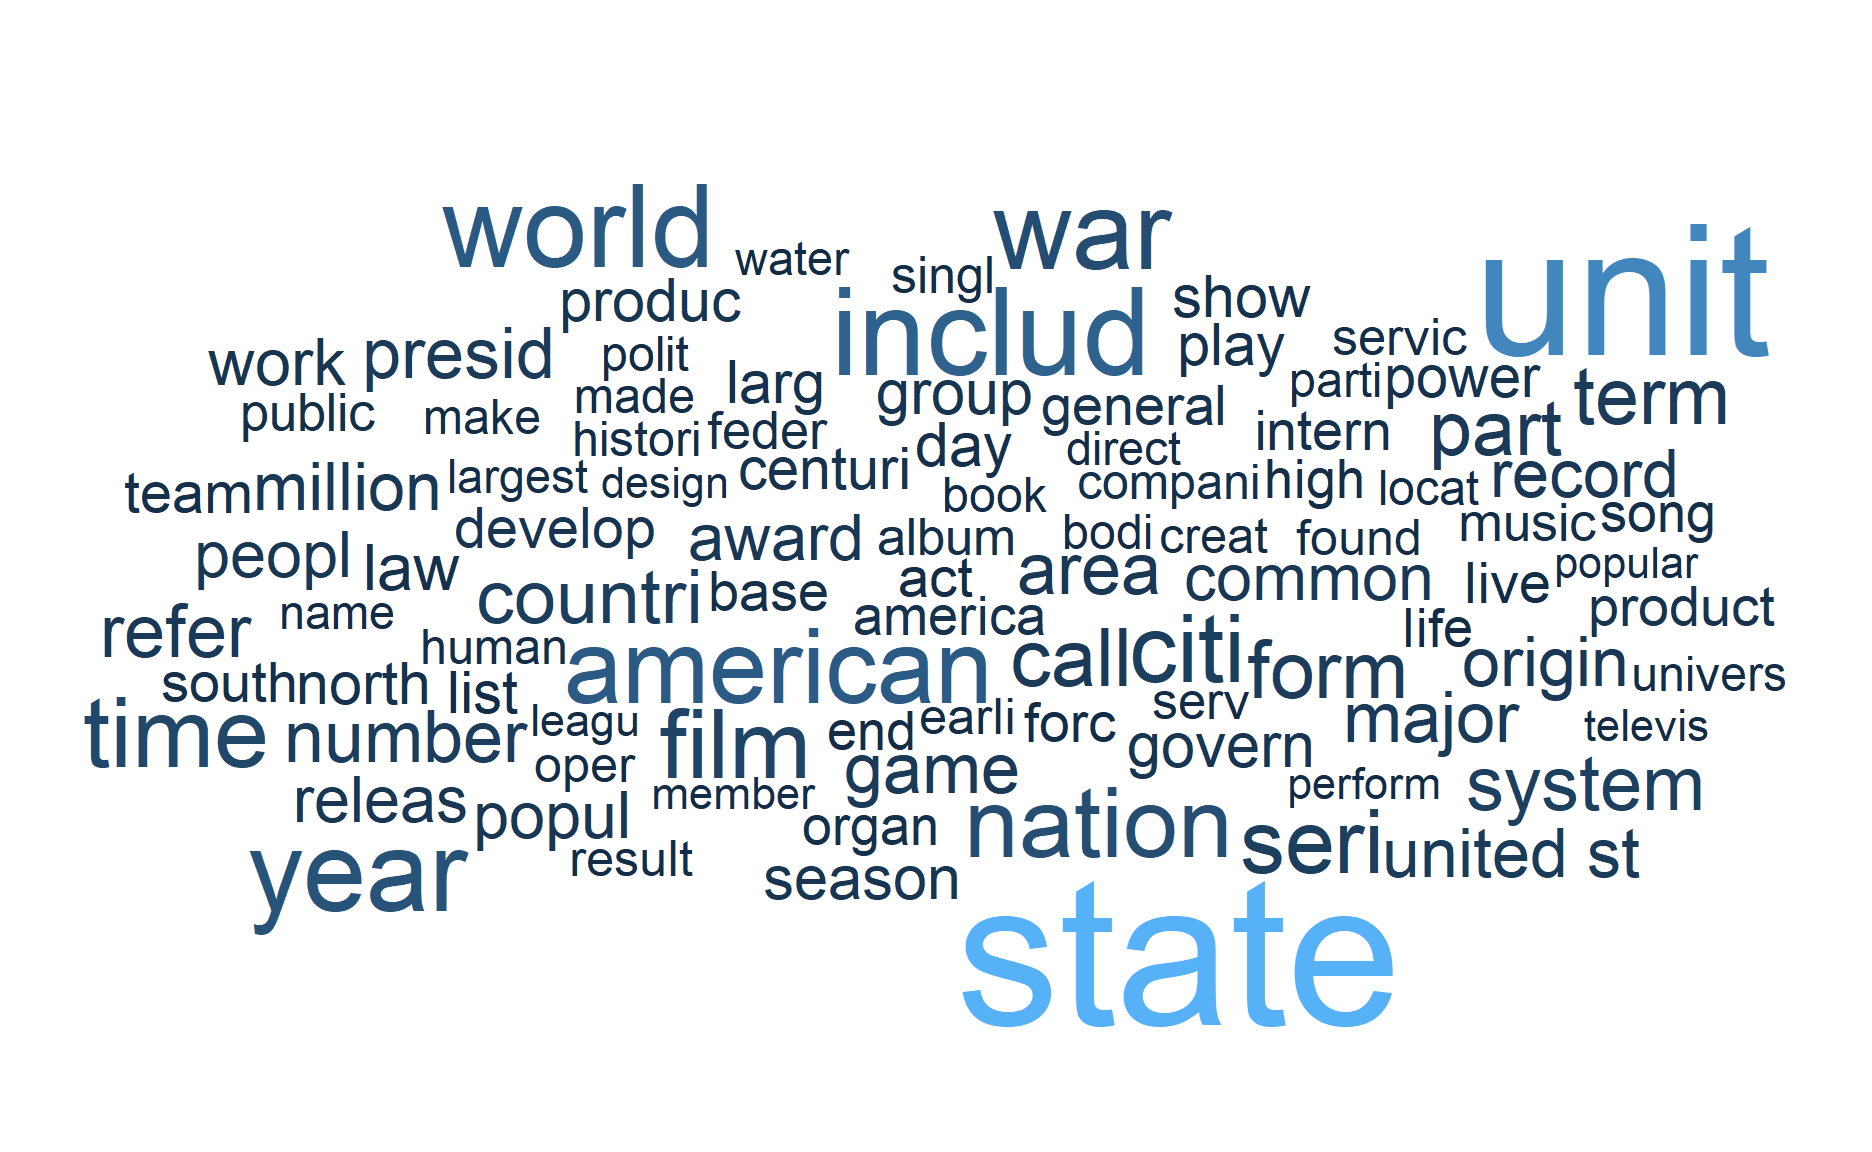 world
war
unit
water
singl
produc
includ
show
work
presid
polit
play
servic
public
make
made
larg
group
general
parti
power
term
histori
feder
day
direct
intern
part
team
million
largest
design
centuri
book
compani
high
locat
record
peopl
law
develop
award
album
bodi
creat
found
music
song
refer
name
countri
base
act
area
common
live
popular
human
american
america
call
citi
form
life
origin
product
univers
south
north
list
serv
time
number
leagu
film
end
earli
forc
govern
major
televis
releas
popul
oper
member
game
organ
nation
perform
system
year
result
season
seri
united st
state